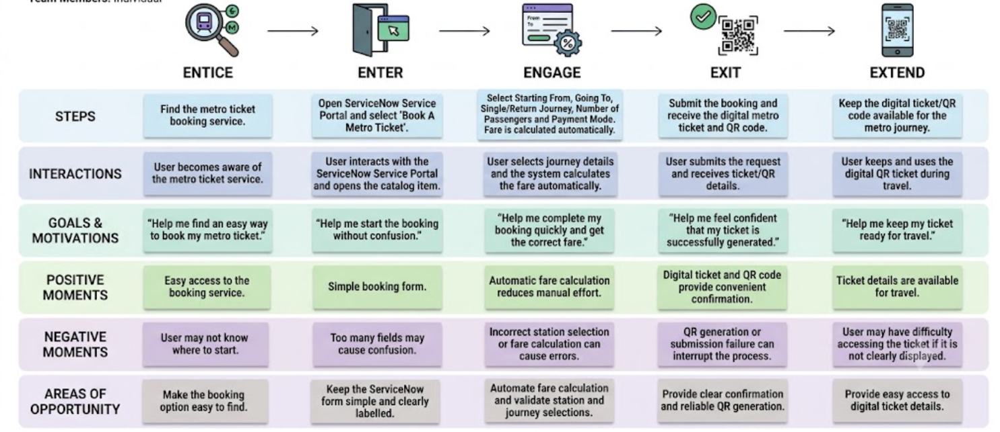 Team Members: Individual
From
To
%
M
ENTICE
ENTER
ENGAGE
EXIT
EXTEND
STEPS
Find the metro ticket
booking service.
Open ServiceNow Service
Portal and select 'Book A
Metro Ticket'.
Select Starting From, Going To,
Single/Return Journey, Number of
Passengers and Payment Mode.
Fare is calculated automatically.
Submit the booking and
receive the digital metro
ticket and QR code.
Keep the digital ticket/QR
code available for the
metro journey.
INTERACTIONS
User becomes aware of
the metro ticket service.
User interacts with the
ServiceNow Service Portal
and opens the catalog item.
User selects journey details
and the system calculates
the fare automatically.
User submits the request
and receives ticket/QR
details.
User keeps and uses the
digital QR ticket during
travel.
GOALS &
MOTIVATIONS
“Help me find an easy way
to book my metro ticket.”
“Help me start the booking
without confusion.”
“Help me complete my
booking quickly and get
the correct fare.”
“Help me feel confident
that my ticket is
successfully generated.”
“Help me keep my ticket
ready for travel.”
POSITIVE
MOMENTS
Easy access to the
booking service.
Simple booking form.
Automatic fare calculation
reduces manual effort.
Digital ticket and QR code
provide convenient
confirmation.
Ticket details are available
for travel.
NEGATIVE
MOMENTS
User may not know
where to start.
Too many fields may
cause confusion.
Incorrect station selection
or fare calculation can
cause errors.
QR generation or
submission failure can
interrupt the process.
User may have difficulty
accessing the ticket if it is
not clearly displayed.
AREAS OF
OPPORTUNITY
Make the booking
option easy to find.
Keep the ServiceNow
form simple and clearly
labelled.
Automate fare calculation
and validate station and
journey selections.
Provide clear confirmation
and reliable QR generation.
Provide easy access to
digital ticket details.